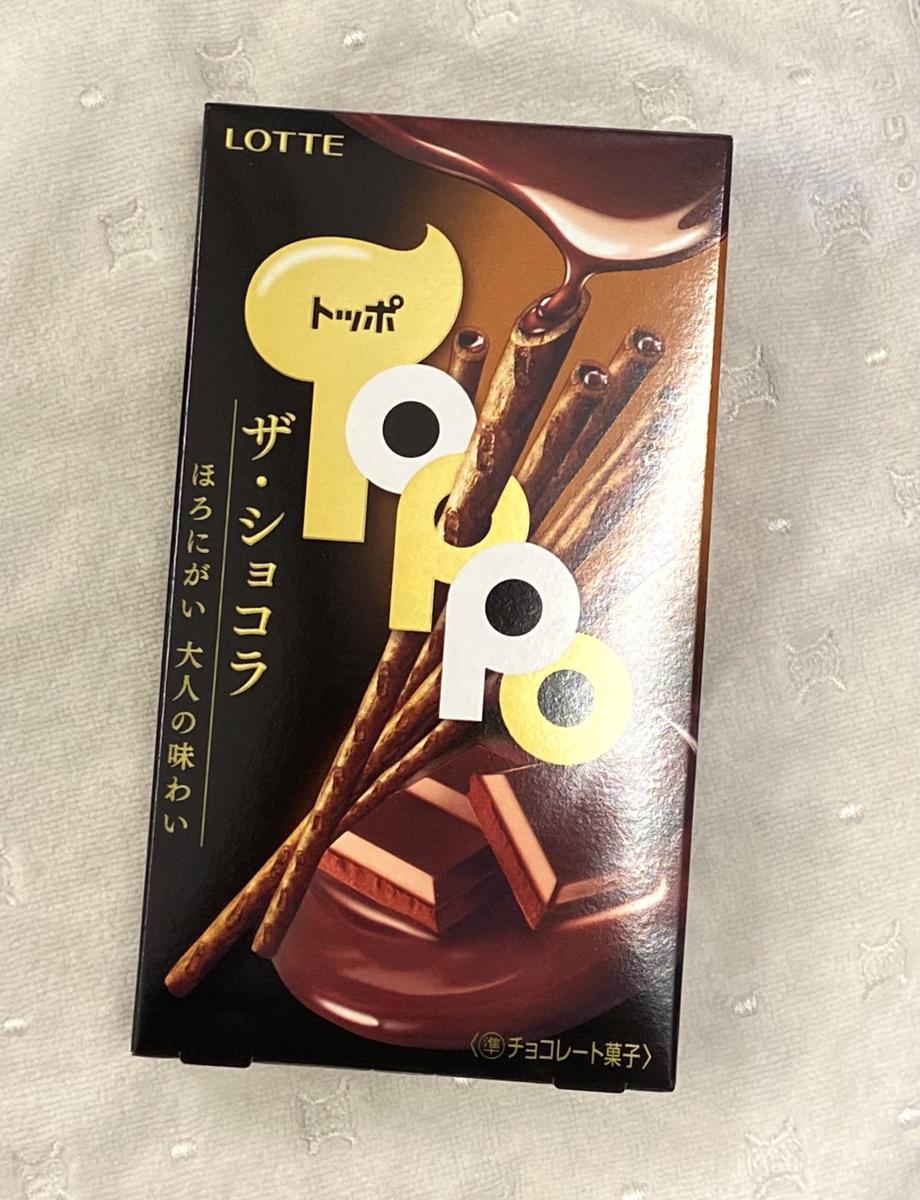 LOTTE
トッポ
Toppo
ザ・ショコラ
ほろにがい 大人の味わい
〈㊜チョコレート菓子〉